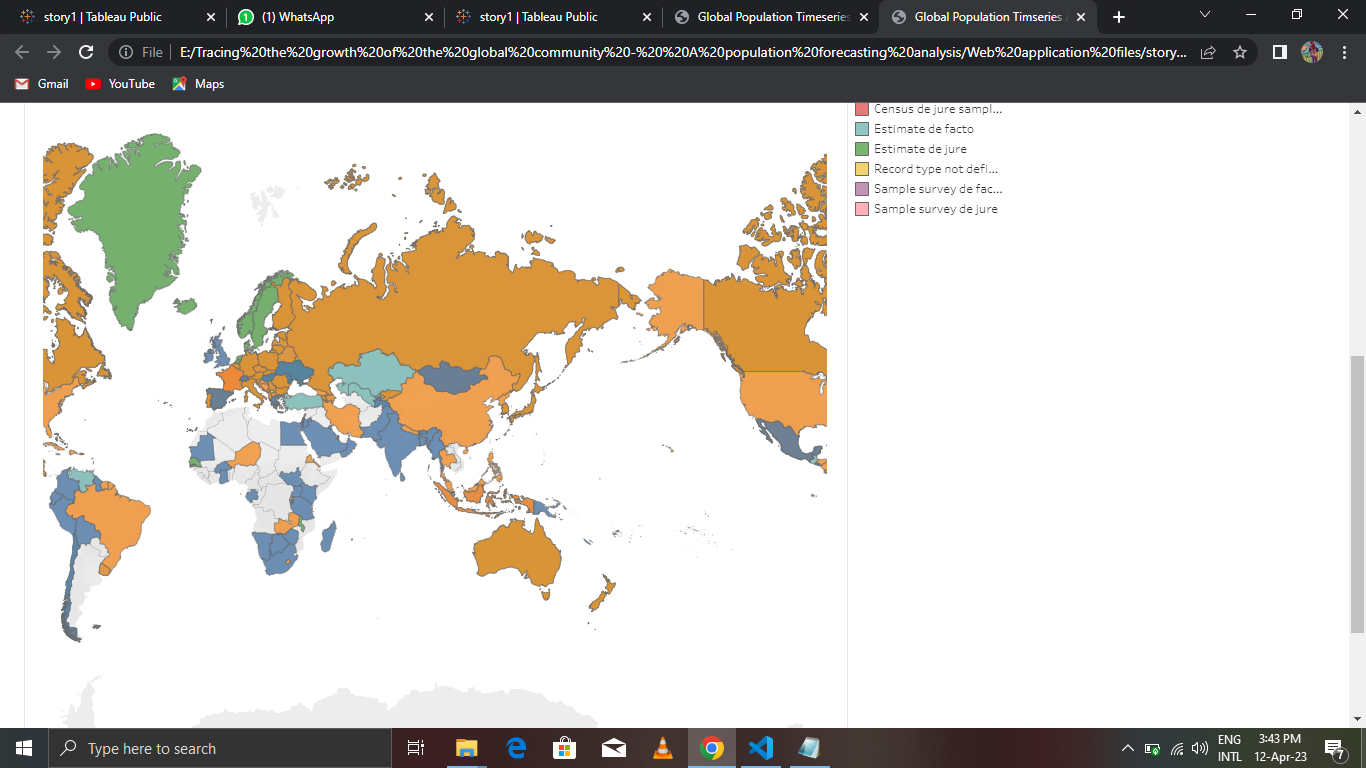 story1 | Tableau Public
(1) WhatsApp
story1 | Tableau Public
Global Population Timeseries
Global Population Timseries
File
E:/Tracing%20the%20growth%20of%20the%20global%20community%20-%20%20A%20population%20forecasting%20analysis/Web%20application%20files/story...
Gmail
YouTube
Maps
Census de jure sampl...
Estimate de facto
Estimate de jure
Record type not defi...
Sample survey de fac...
Sample survey de jure
Type here to search
ENG
INTL
3:43 PM
12-Apr-23
7